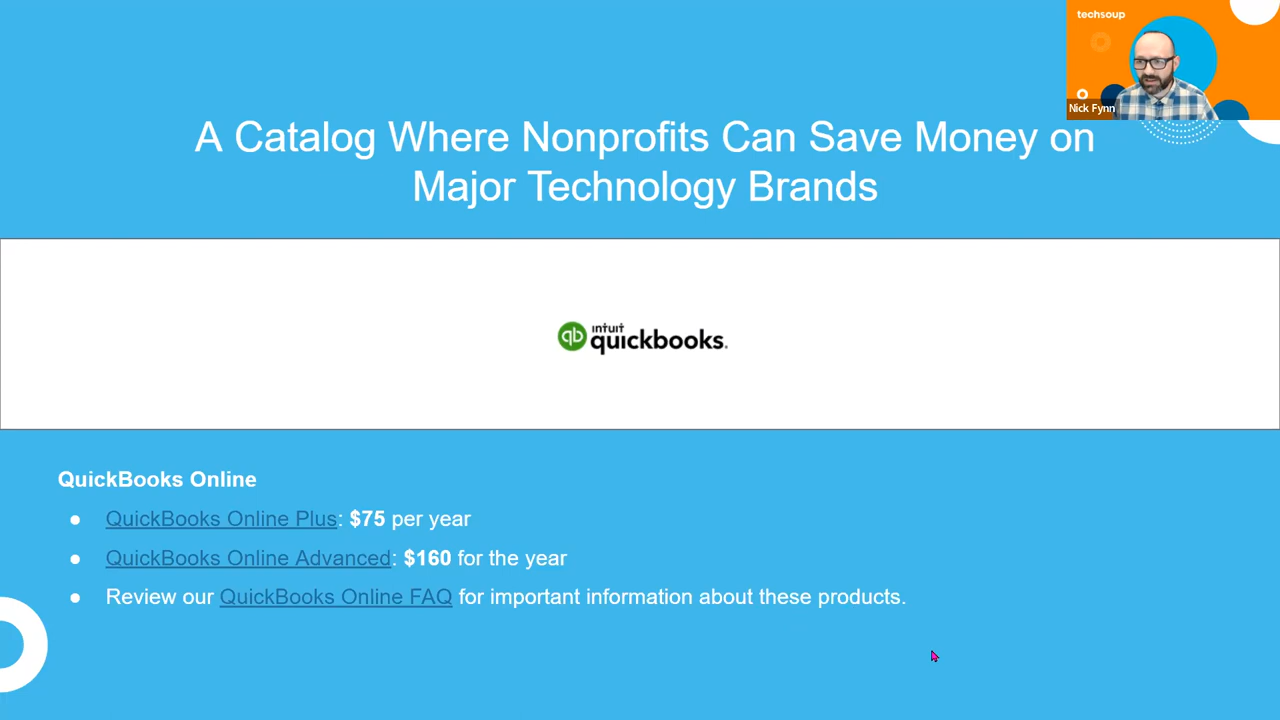 techsoup
Nick Fynn
A Catalog Where Nonprofits Can Save Money on
Major Technology Brands
qb
intuit
quickbooks.
QuickBooks Online
● QuickBooks Online Plus: $75 per year
● QuickBooks Online Advanced: $160 for the year
● Review our QuickBooks Online FAQ for important information about these products.